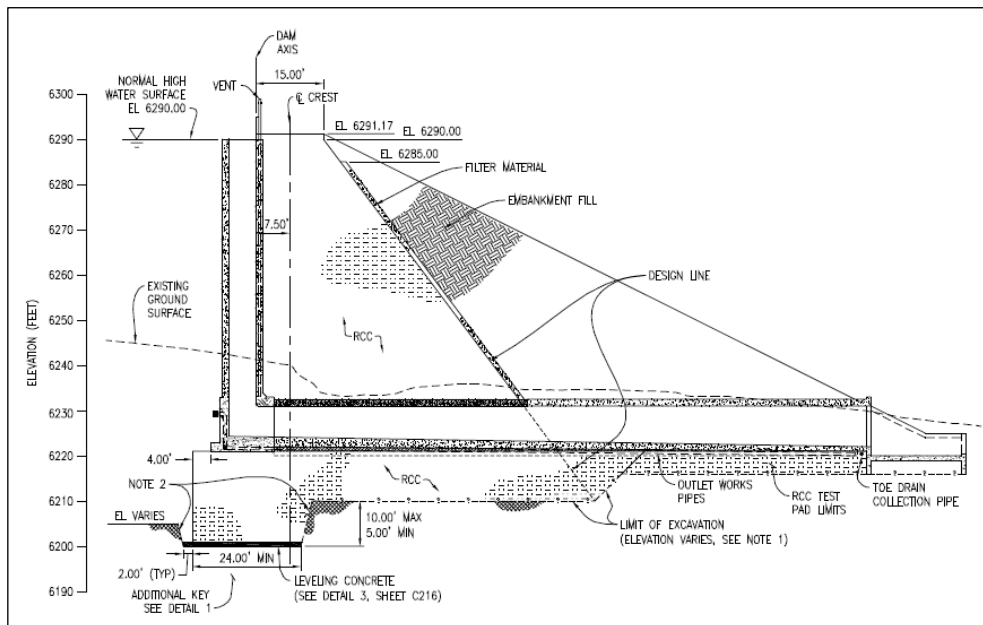 DAM
AXIS
15.00'
NORMAL HIGH
WATER SURFACE
EL 6290.00
VENT
℄ CREST
EL 6291.17
EL 6290.00
EL 6285.00
FILTER MATERIAL
EMBANKMENT FILL
7.50'
DESIGN LINE
EXISTING
GROUND
SURFACE
RCC
ELEVATION (FEET)
6300
6290
6280
6270
6260
6250
6240
6230
6220
6210
6200
6190
4.00'
NOTE 2
RCC
EL VARIES
10.00' MAX
5.00' MIN
OUTLET WORKS
PIPES
RCC TEST
PAD LIMITS
TOE DRAIN
COLLECTION PIPE
LIMIT OF EXCAVATION
(ELEVATION VARIES, SEE NOTE 1)
24.00' MIN
2.00' (TYP)
LEVELING CONCRETE
(SEE DETAIL 3, SHEET C216)
ADDITIONAL KEY
SEE DETAIL 1